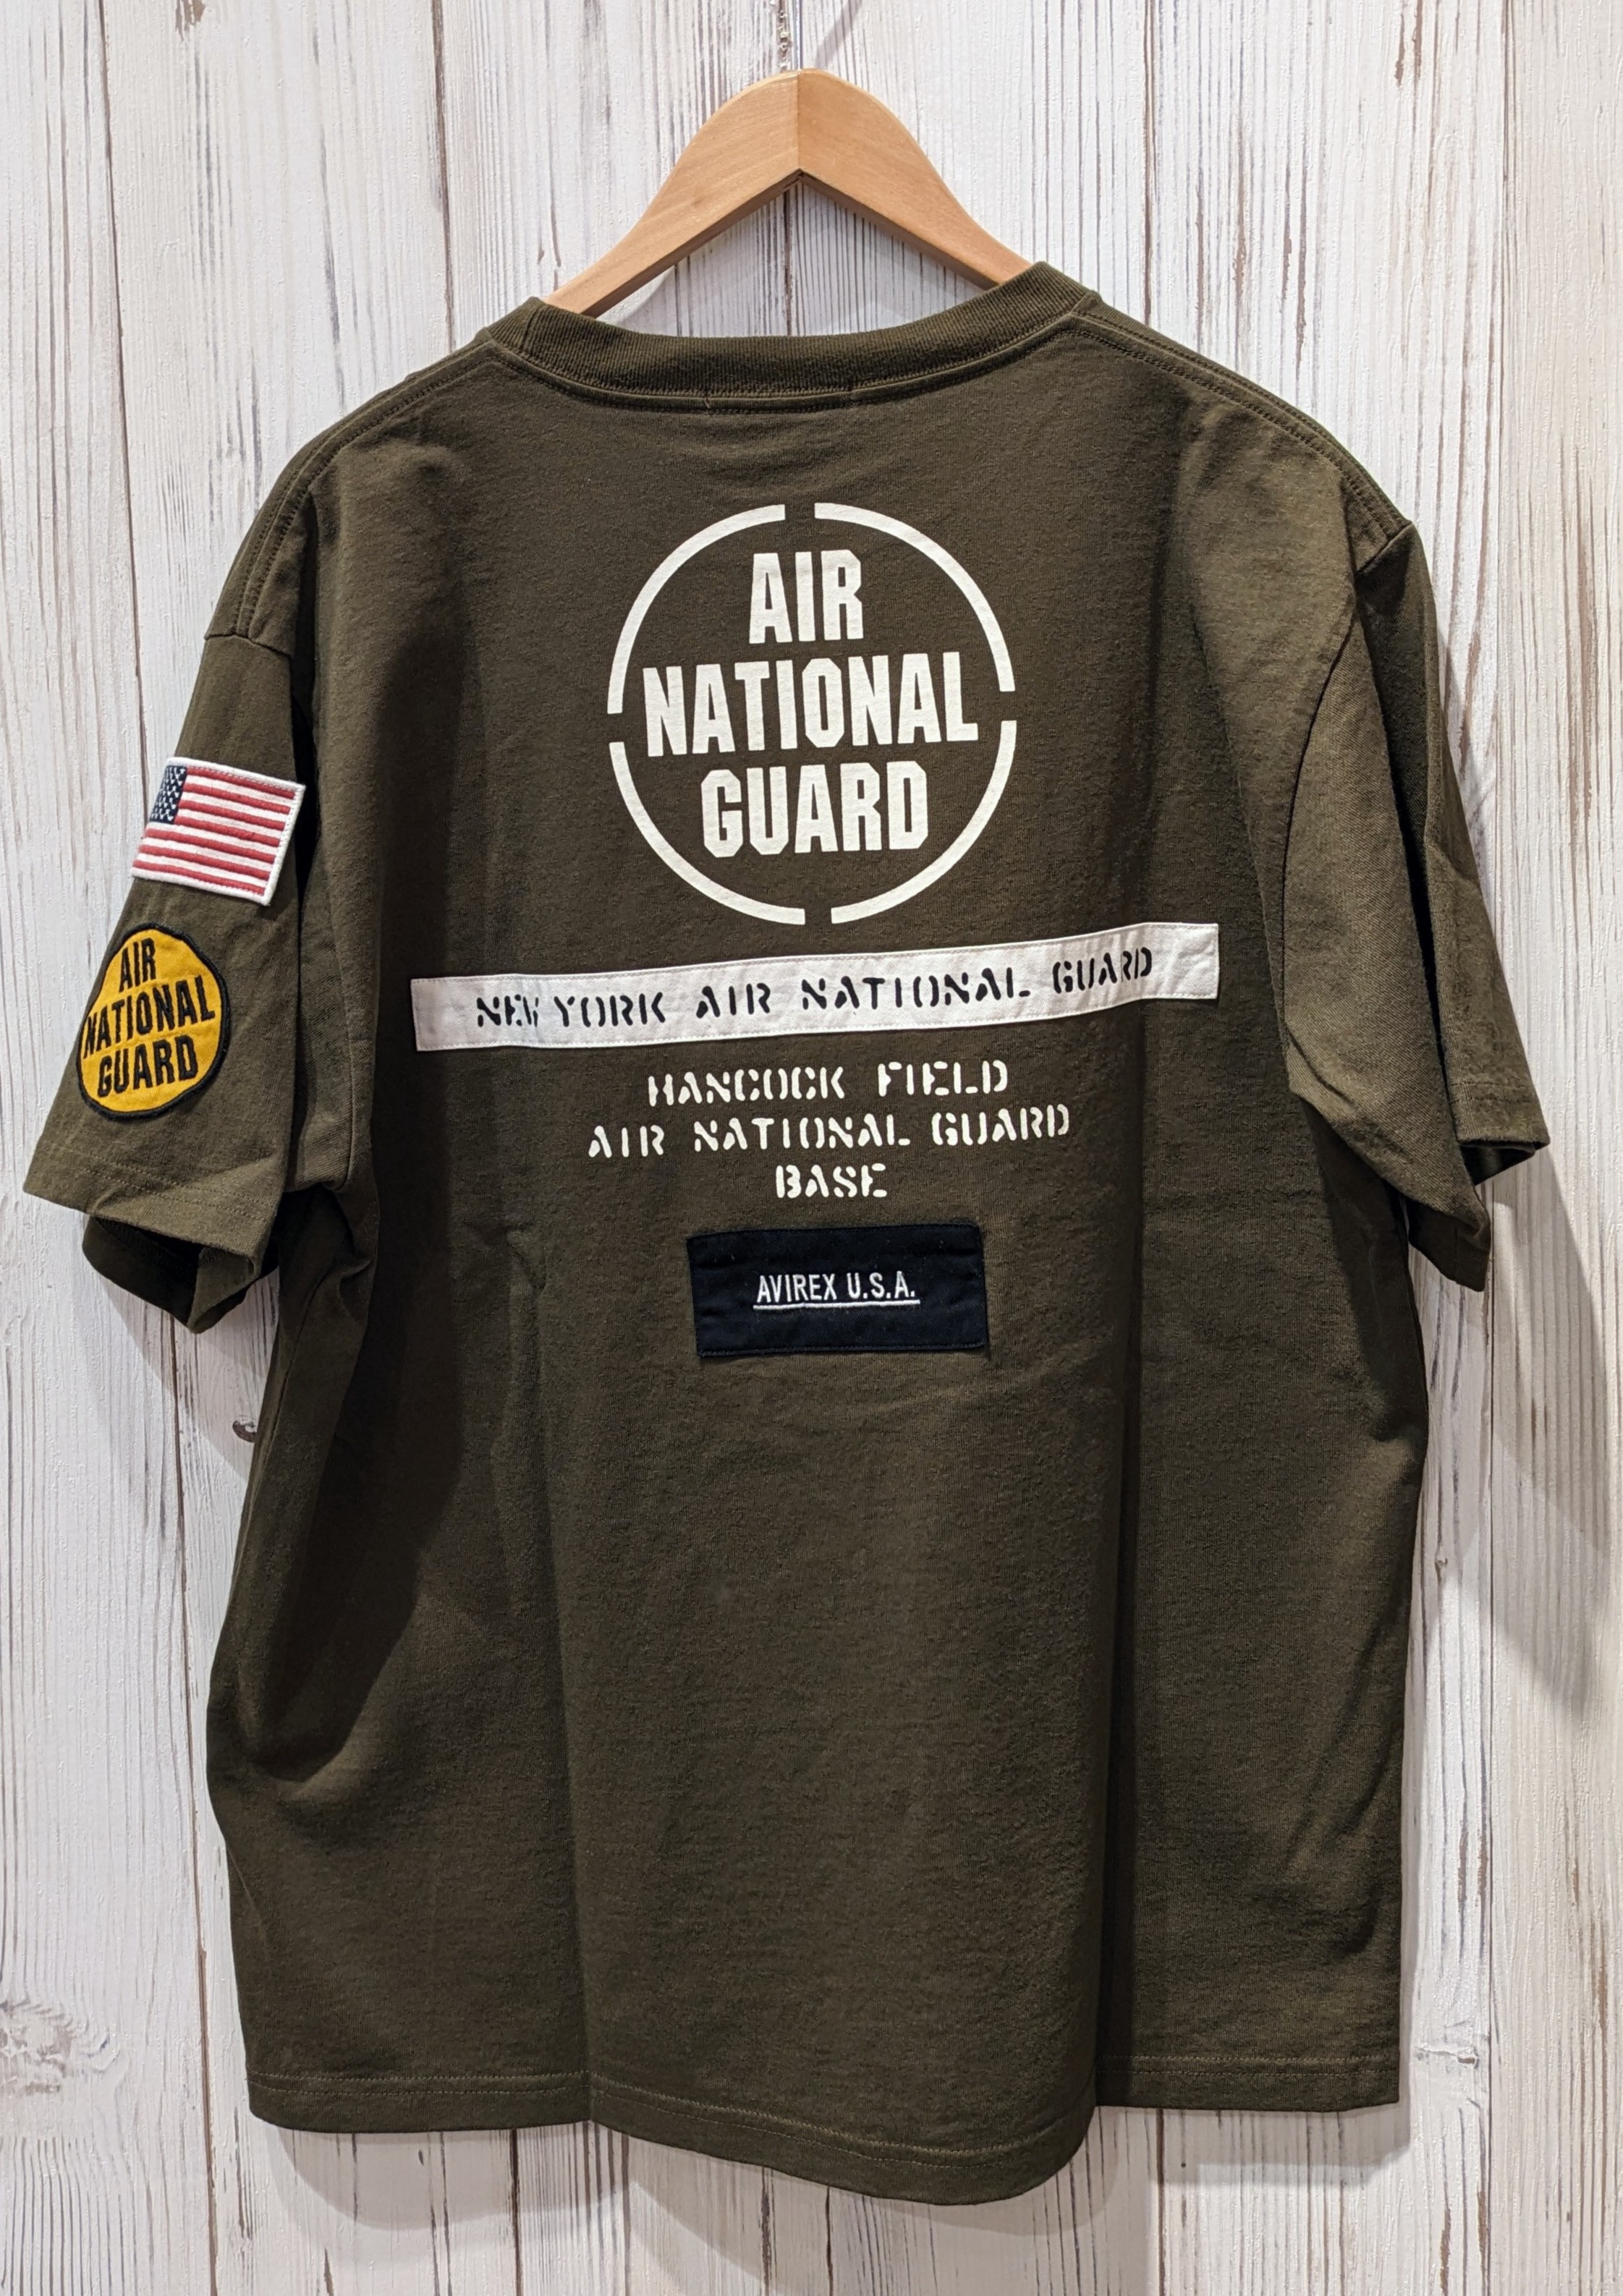 AIR
NATIONAL
GUARD
NEW YORK AIR NATIONAL GUARD
HANCOCK FIELD
AIR NATIONAL GUARD
BASE
AVIREX U.S.A.
AIR
NATIONAL
GUARD